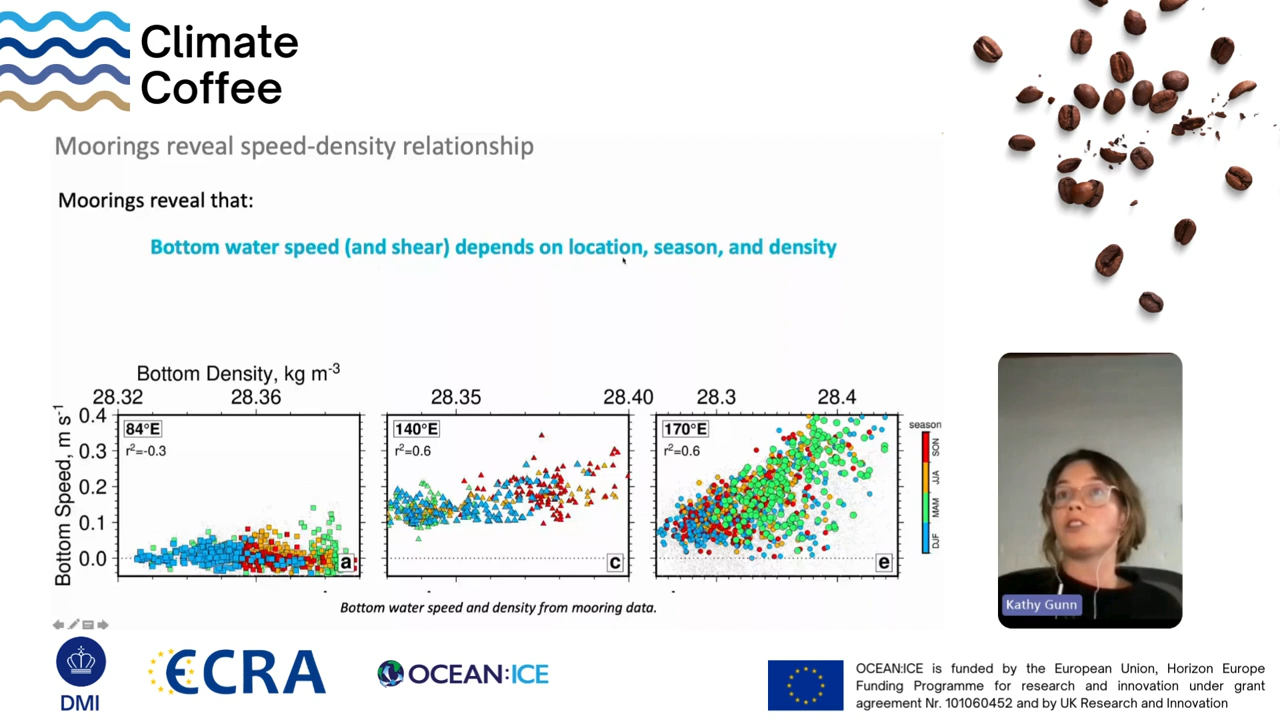 Climate
Coffee
Moorings reveal speed-density relationship
Moorings reveal that:
Bottom water speed (and shear) depends on location, season, and density
Bottom Density, kg m-3
28.32 28.36 28.35 28.40 28.3 28.4
Bottom Speed, m s-1
0.4
0.3
0.2
0.1
0.0
84°E
r²=-0.3
a
140°E
r²=0.6
c
170°E
r²=0.6
e
season
SON
JJA
MAM
DJF
Bottom water speed and density from mooring data.
Kathy Gunn
DMI
ECRA
OCEAN:ICE
OCEAN:ICE is funded by the European Union, Horizon Europe
Funding Programme for research and innovation under grant
agreement Nr. 101060452 and by UK Research and Innovation